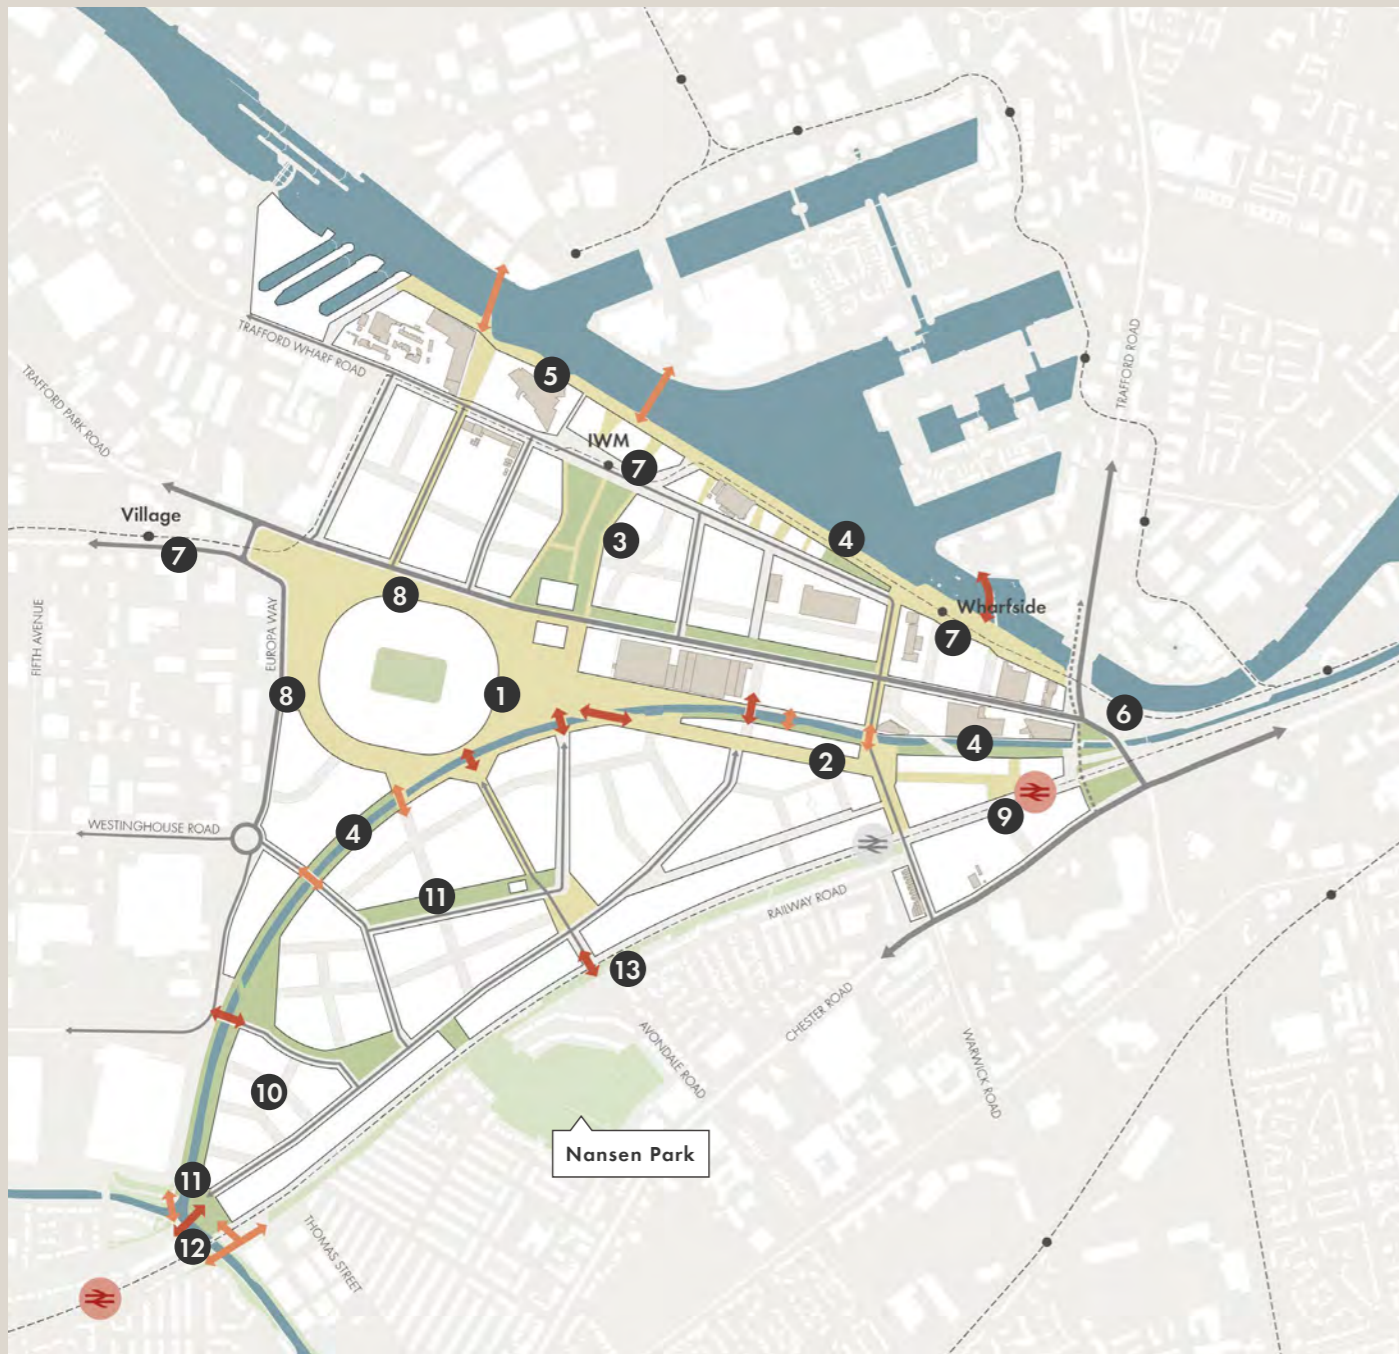 TRAFFORD WHARF ROAD
TRAFFORD PARK ROAD
TRAFFORD ROAD
5
IWM
7
Village
7
3
4
8
Wharfside
7
FIFTH AVENUE
EUROPA WAY
8
1
6
4
2
WESTINGHOUSE ROAD
4
9
11
RAILWAY ROAD
13
CHESTER ROAD
AVONDALE ROAD
WARWICK ROAD
10
Nansen Park
11
12
THOMAS STREET